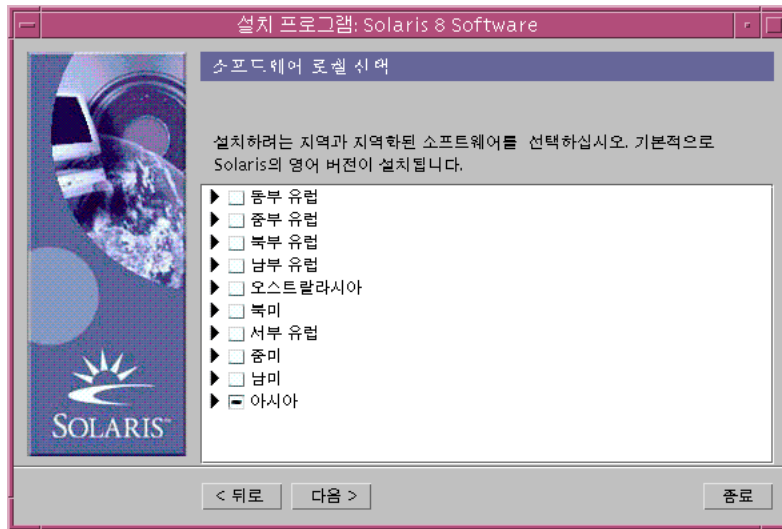 설치 프로그램: Solaris 8 Software
소프트웨어 로켈 선택
설치하려는 지역과 지역화된 소프트웨어를 선택하십시오. 기본적으로
Solaris의 영어 버전이 설치됩니다.
동부 유럽
중부 유럽
북부 유럽
남부 유럽
오스트랄라시아
북미
서부 유럽
중미
남미
아시아
SOLARIS
< 뒤로
다음 >
종료